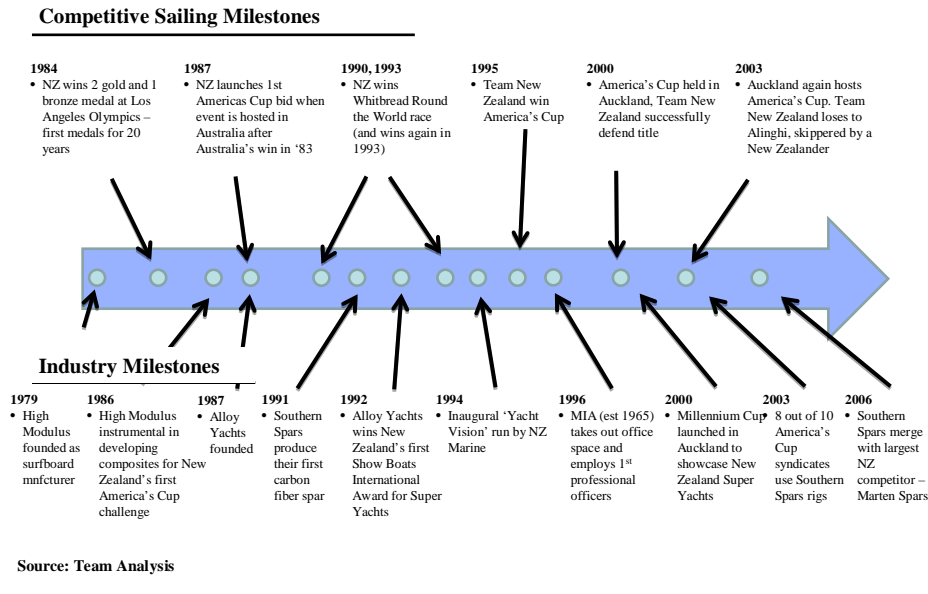 Competitive Sailing Milestones
1984
• NZ wins 2 gold and 1
bronze medal at Los
Angeles Olympics –
first medals for 20
years
1987
• NZ launches 1st
Americas Cup bid when
event is hosted in
Australia after
Australia’s win in ‘83
1990, 1993
• NZ wins
Whitbread Round
the World race
(and wins again in
1993)
1995
• Team New
Zealand win
America’s Cup
2000
• America’s Cup held in
Auckland, Team New
Zealand successfully
defend title
2003
• Auckland again hosts
America’s Cup. Team
New Zealand loses to
Alinghi, skippered by a
New Zealander
Industry Milestones
1979
• High
Modulus
founded as
surfboard
mnfcturer
1986
• High Modulus
instrumental in
developing
composites for New
Zealand’s first
America’s Cup
challenge
1987
• Alloy
Yachts
founded
1991
• Southern
Spars
produce
their first
carbon
fiber spar
1992
• Alloy Yachts
wins New
Zealand’s first
Show Boats
International
Award for Super
Yachts
1994
• Inaugural ‘Yacht
Vision’ run by NZ
Marine
1996
• MIA (est 1965)
takes out office
space and
employs 1st
professional
officers
2000
• Millennium Cup
launched in
Auckland to
showcase New
Zealand Super
Yachts
2003
• 8 out of 10
America’s
Cup
syndicates
use Southern
Spars rigs
2006
• Southern
Spars merge
with largest
NZ
competitor –
Marten Spars
Source: Team Analysis